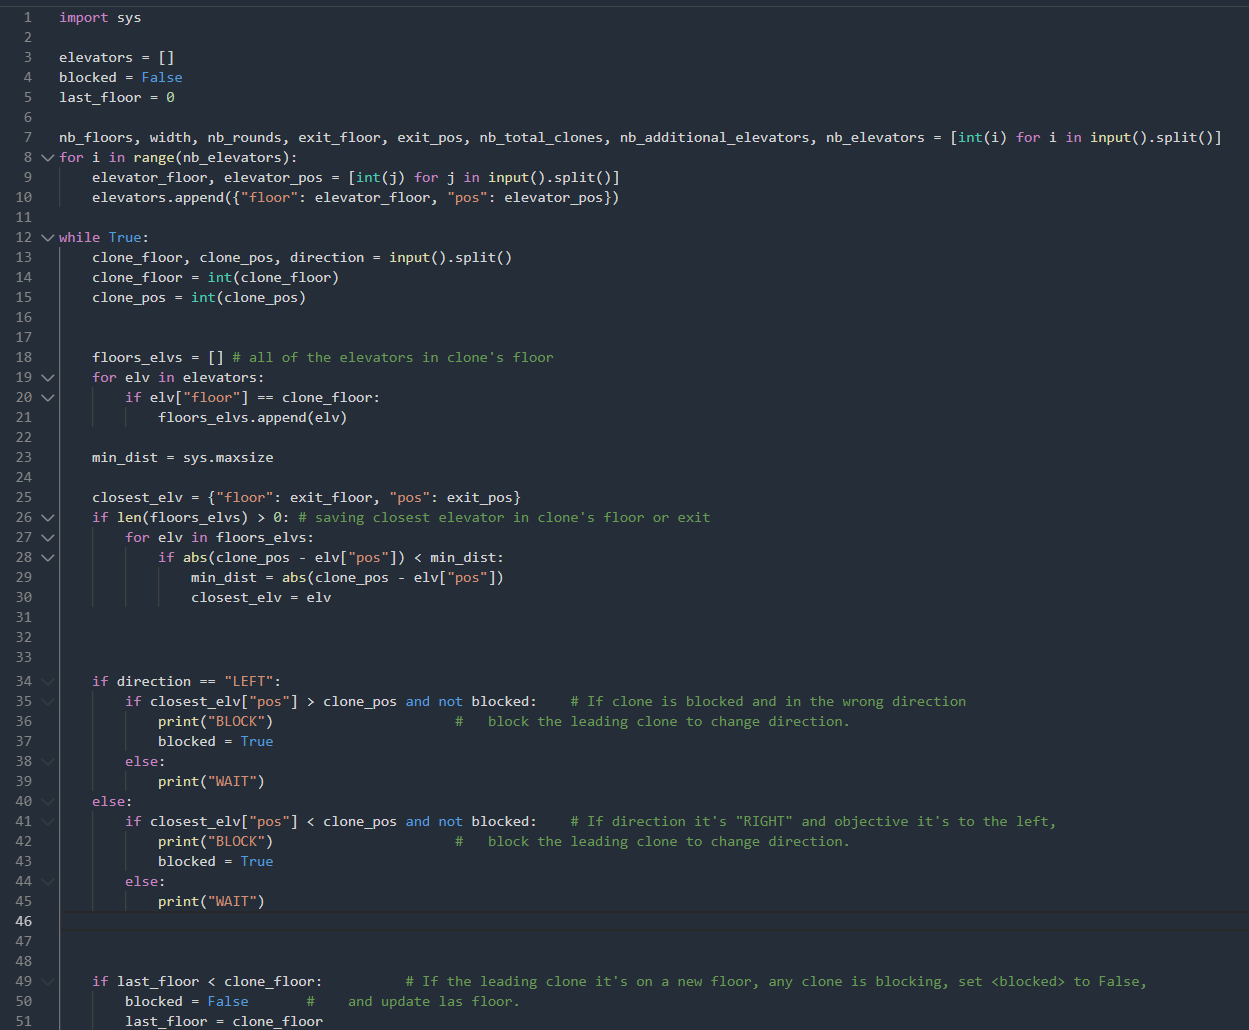 1 import sys
2
3 elevators = []
4 blocked = False
5 last_floor = 0
6
7 nb_floors, width, nb_rounds, exit_floor, exit_pos, nb_total_clones, nb_additional_elevators, nb_elevators = [int(i) for i in input().split()]
8 for i in range(nb_elevators):
9     elevator_floor, elevator_pos = [int(j) for j in input().split()]
10     elevators.append({"floor": elevator_floor, "pos": elevator_pos})
11
12 while True:
13     clone_floor, clone_pos, direction = input().split()
14     clone_floor = int(clone_floor)
15     clone_pos = int(clone_pos)
16
17
18     floors_elvs = [] # all of the elevators in clone's floor
19     for elv in elevators:
20         if elv["floor"] == clone_floor:
21             floors_elvs.append(elv)
22
23     min_dist = sys.maxsize
24
25     closest_elv = {"floor": exit_floor, "pos": exit_pos}
26     if len(floors_elvs) > 0: # saving closest elevator in clone's floor or exit
27         for elv in floors_elvs:
28             if abs(clone_pos - elv["pos"]) < min_dist:
29                 min_dist = abs(clone_pos - elv["pos"])
30                 closest_elv = elv
31
32
33
34     if direction == "LEFT":
35         if closest_elv["pos"] > clone_pos and not blocked:    # If clone is blocked and in the wrong direction
36             print("BLOCK")                      #   block the leading clone to change direction.
37             blocked = True
38         else:
39             print("WAIT")
40     else:
41         if closest_elv["pos"] < clone_pos and not blocked:    # If direction it's "RIGHT" and objective it's to the left,
42             print("BLOCK")                      #   block the leading clone to change direction.
43             blocked = True
44         else:
45             print("WAIT")
46
47
48
49     if last_floor < clone_floor:          # If the leading clone it's on a new floor, any clone is blocking, set <blocked> to False,
50         blocked = False       #    and update las floor.
51         last_floor = clone_floor